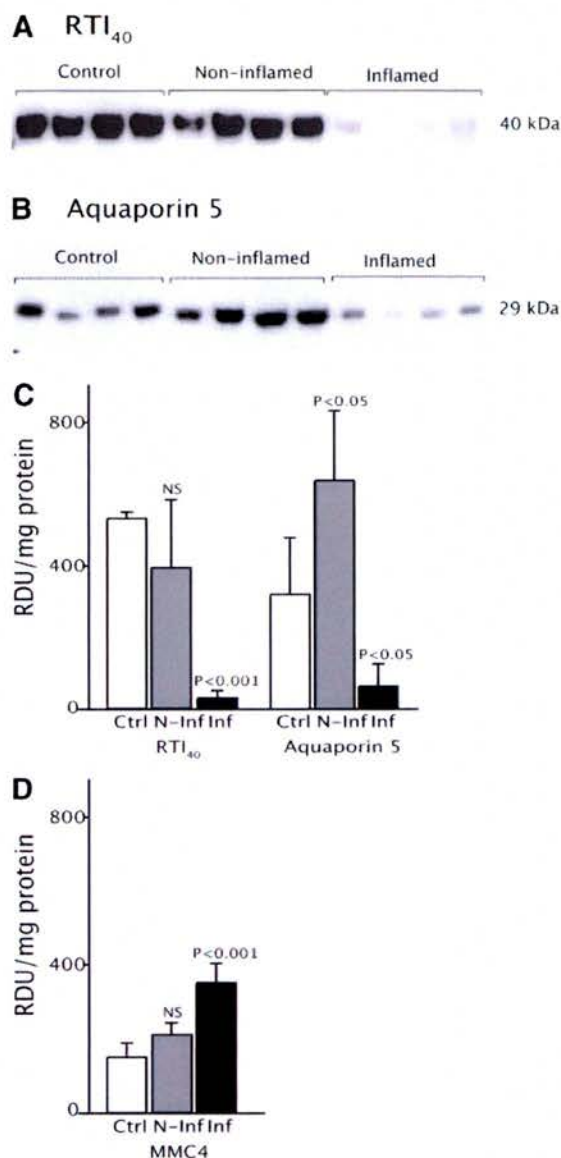 A RTI40
Control Non-inflamed Inflamed
40 kDa
B Aquaporin 5
Control Non-inflamed Inflamed
29 kDa
C
RDU/mg protein
800
400
0
NS
P<0.001
P<0.05
P<0.05
Ctrl N-Inf Inf Ctrl N-Inf Inf
RTI40 Aquaporin 5
D
RDU/mg protein
800
400
0
NS
P<0.001
Ctrl N-Inf Inf
MMC4